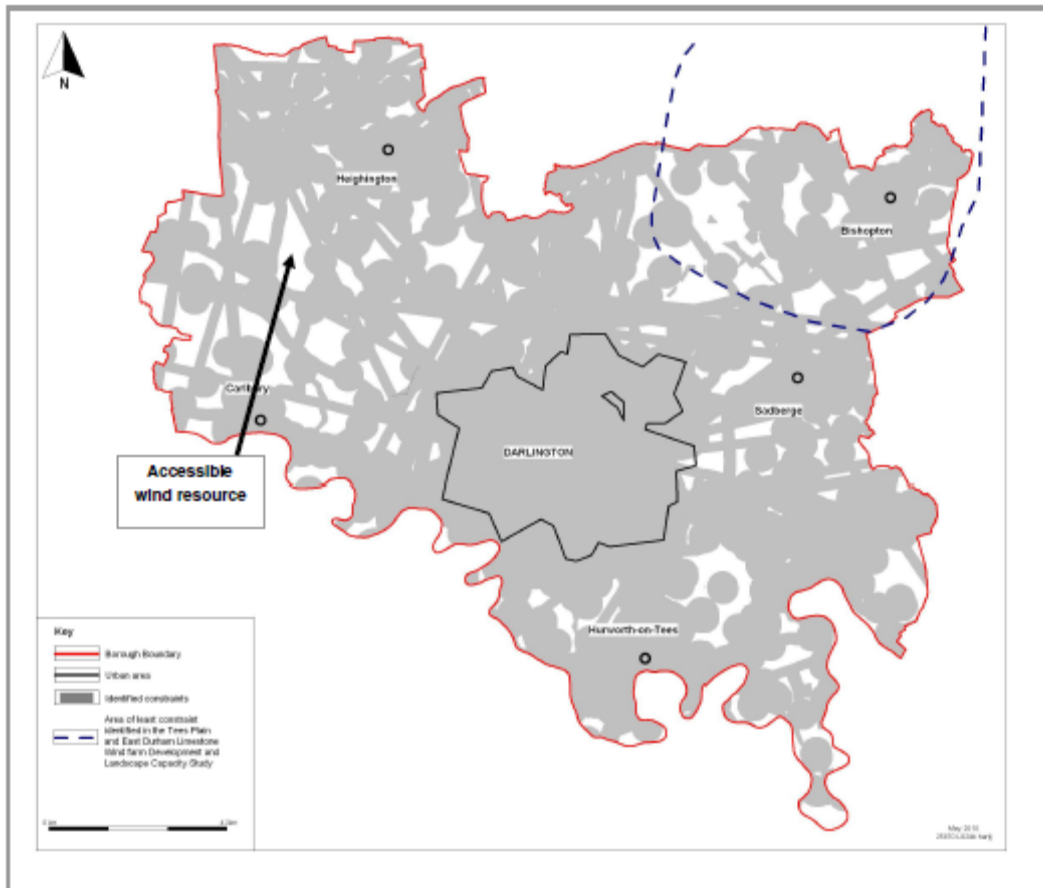 N
Heighington
Bishopton
Carlbury
Sadberge
Accessible
wind resource
DARLINGTON
Hurworth-on-Tees
Key
Borough Boundary
Urban area
Identified constraints
Area of least constraint
identified in the Tees Plain
and East Durham Limestone
Wind farm Development and
Landscape Capacity Study
0 km
May 2010